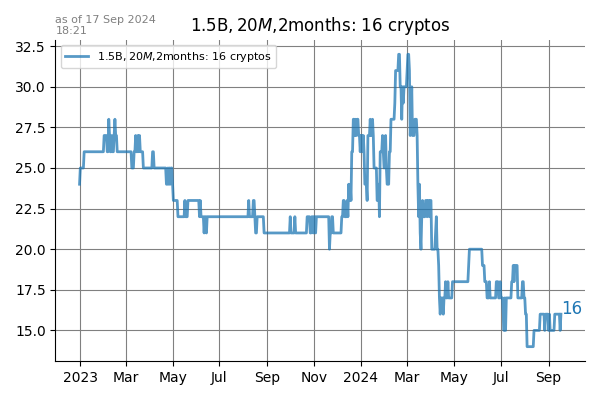 as of 17 Sep 2024
18:21
1.5B, 20M,2months: 16 cryptos
1.5B, 20M,2months: 16 cryptos
32.5
30.0
27.5
25.0
22.5
20.0
17.5
15.0
16
2023 Mar May Jul Sep Nov 2024 Mar May Jul Sep